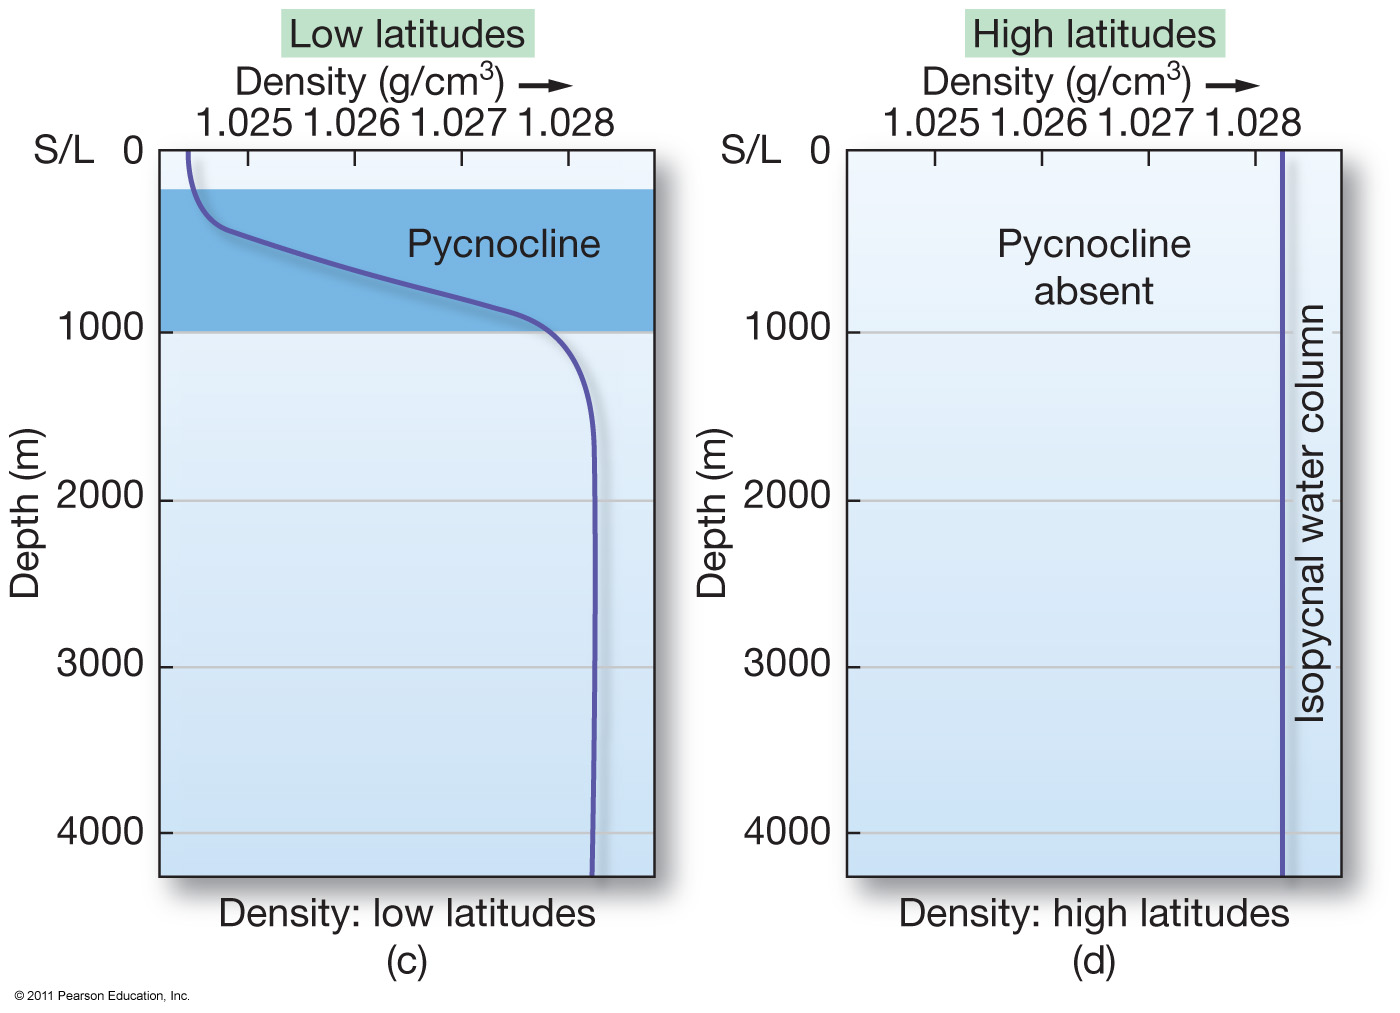 Low latitudes
Density (g/cm³) →
1.025 1.026 1.027 1.028
S/L 0
Pycnocline
1000
2000
3000
4000
Depth (m)
Density: low latitudes
(c)
High latitudes
Density (g/cm³) →
1.025 1.026 1.027 1.028
S/L 0
Pycnocline
absent
1000
2000
3000
4000
Depth (m)
Isopycnal water column
Density: high latitudes
(d)
© 2011 Pearson Education, Inc.